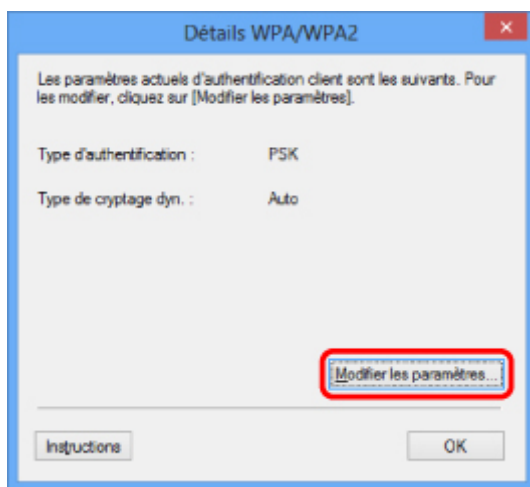 Détails WPA/WPA2
Les paramètres actuels d'authentification client sont les suivants. Pour
les modifier, cliquez sur [Modifier les paramètres].
Type d'authentification : PSK
Type de cryptage dyn. : Auto
Modifier les paramètres...
Instructions OK